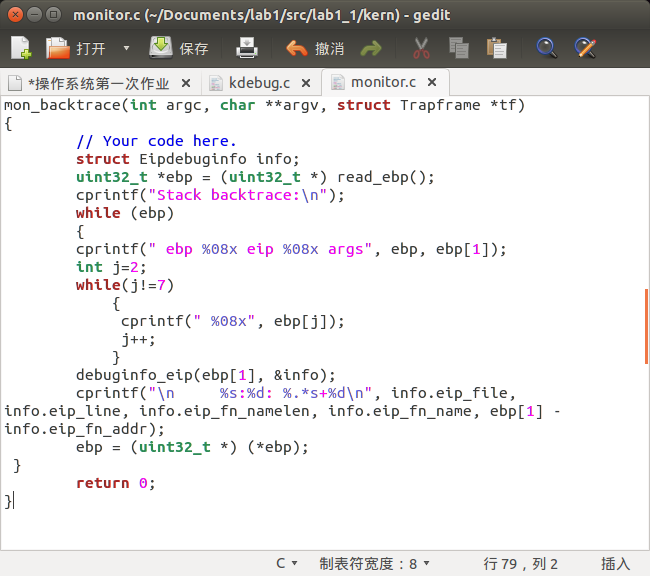 monitor.c (~/Documents/lab1/src/lab1_1/kern) - gedit
打开 保存 撤消
*操作系统第一次作业 × kdebug.c × monitor.c ×
mon_backtrace(int argc, char **argv, struct Trapframe *tf)
{
        // Your code here.
        struct Eipdebuginfo info;
        uint32_t *ebp = (uint32_t *) read_ebp();
        cprintf("Stack backtrace:\n");
        while (ebp)
        {
        cprintf(" ebp %08x eip %08x args", ebp, ebp[1]);
        int j=2;
        while(j!=7)
            {
             cprintf(" %08x", ebp[j]);
             j++;
            }
        debuginfo_eip(ebp[1], &info);
        cprintf("\n     %s:%d: %.*s+%d\n", info.eip_file,
info.eip_line, info.eip_fn_namelen, info.eip_fn_name, ebp[1] -
info.eip_fn_addr);
        ebp = (uint32_t *) (*ebp);
 }
        return 0;
}
C 制表符宽度：8 行 79，列 2 插入